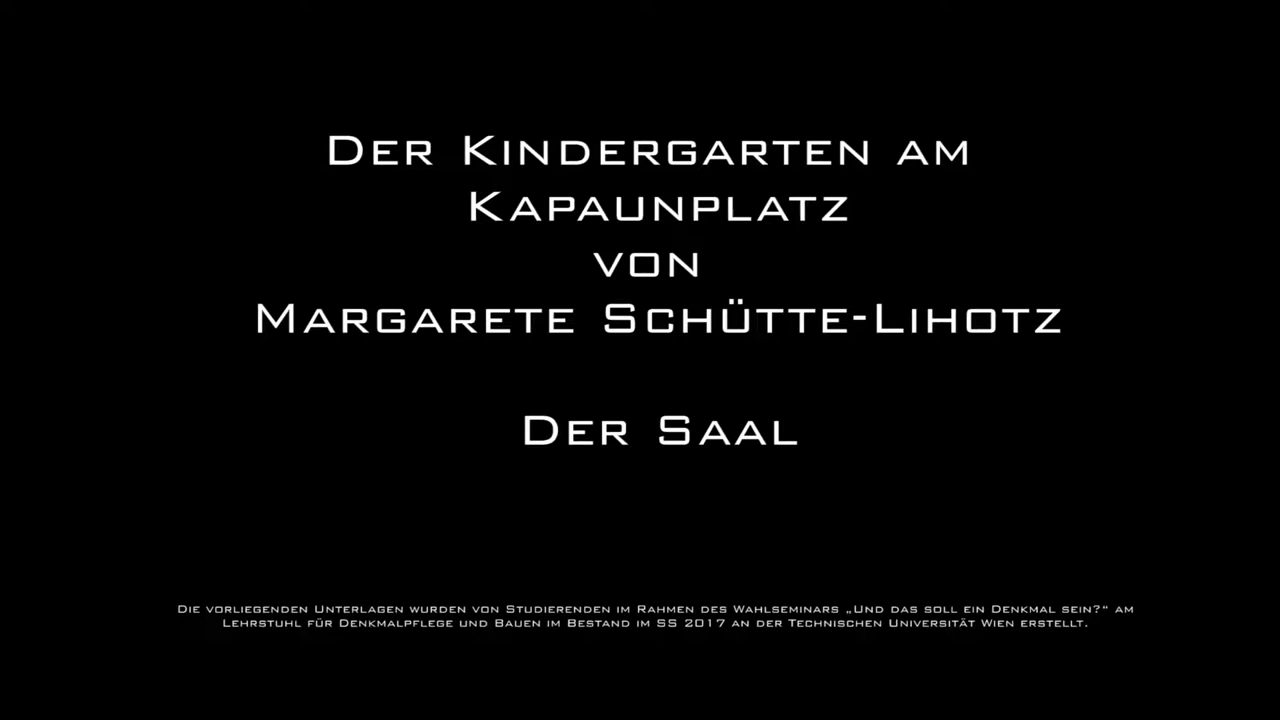 Der Kindergarten am
Kapaunplatz
von
Margarete Schütte-Lihotz
Der Saal
Die vorliegenden Unterlagen wurden von Studierenden im Rahmen des Wahlseminars „Und das soll ein Denkmal sein?“ am
Lehrstuhl für Denkmalpflege und Bauen im Bestand im SS 2017 an der Technischen Universität Wien erstellt.